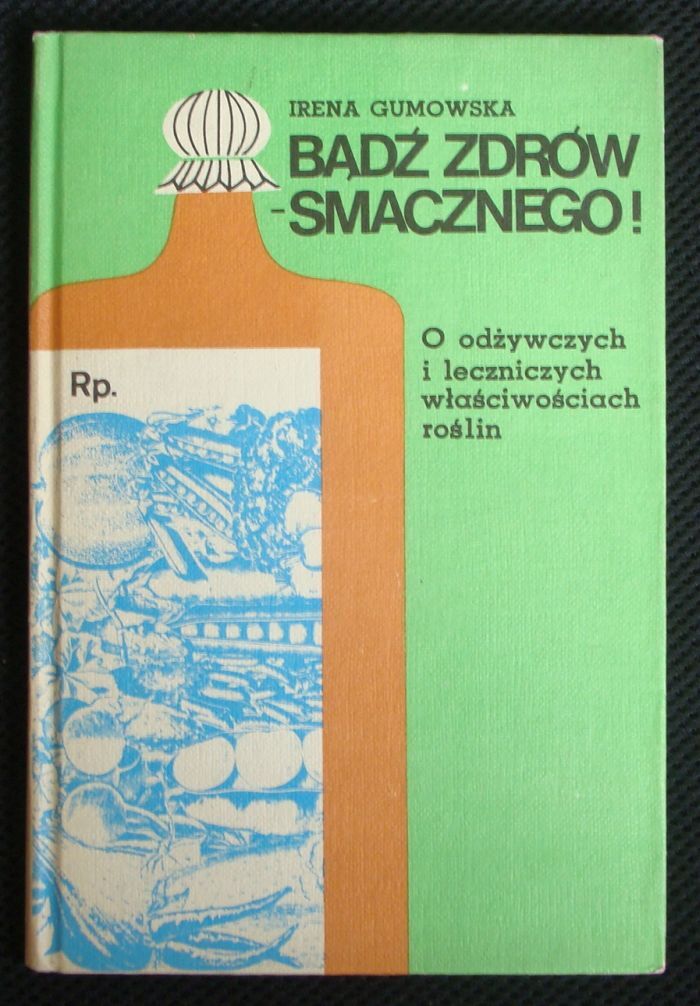 IRENA GUMOWSKA
BĄDŹ ZDRÓW
-SMACZNEGO!
O odżywczych
i leczniczych
właściwościach
roślin
Rp.